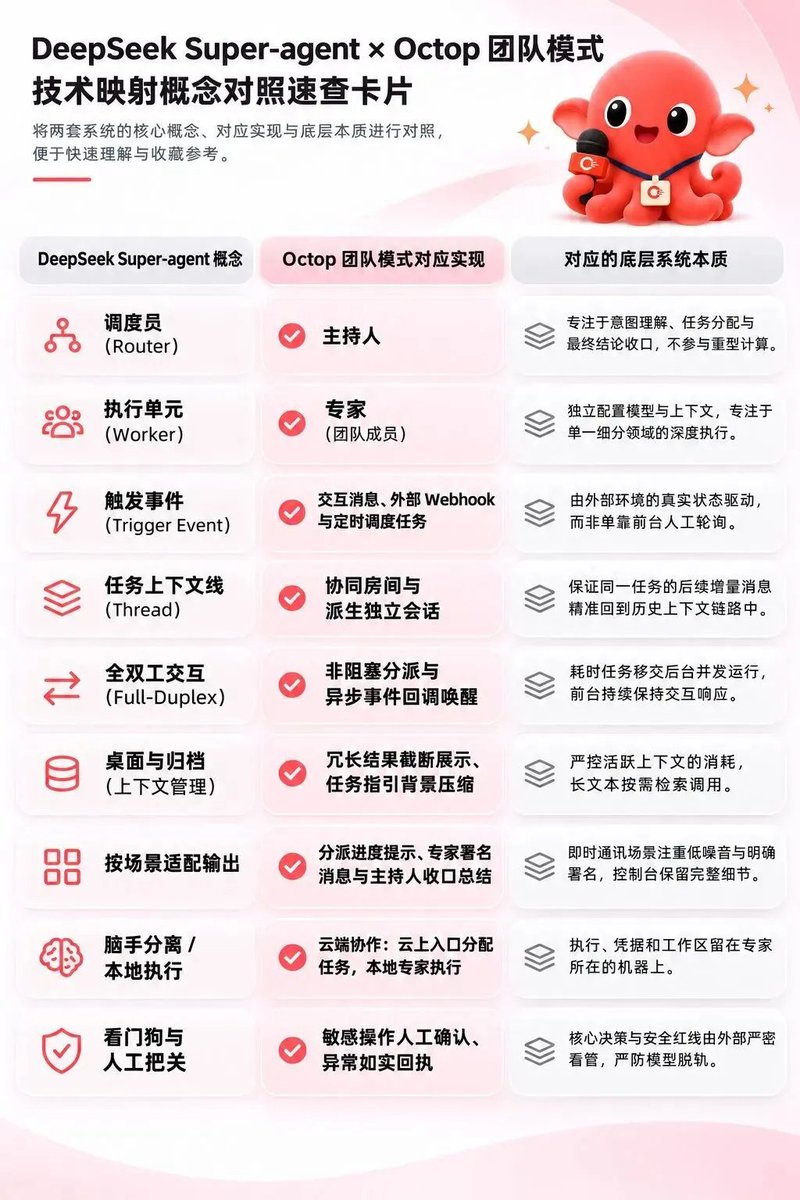 DeepSeek Super-agent × Octop 团队模式
技术映射概念对照速查卡片
将两套系统的核心概念、对应实现与底层本质进行对照，
便于快速理解与收藏参考。
DeepSeek Super-agent 概念
Octop 团队模式对应实现
对应的底层系统本质
调度员
（Router）
主持人
专注于意图理解、任务分配与
最终结论收口，不参与重型计算。
执行单元
（Worker）
专家
（团队成员）
独立配置模型与上下文，专注于
单一细分领域的深度执行。
触发事件
（Trigger Event）
交互消息、外部 Webhook
与定时调度任务
由外部环境的真实状态驱动，
而非单靠前台人工轮询。
任务上下文线
（Thread）
协同房间与
派生独立会话
保证同一任务的后续增量消息
精准回到历史上下文链路中。
全双工交互
（Full-Duplex）
非阻塞分派与
异步事件回调唤醒
耗时任务移交后台并发运行，
前台持续保持交互响应。
桌面与归档
（上下文管理）
冗长结果截断展示、
任务指引背景压缩
严控活跃上下文的消耗，
长文本按需检索调用。
按场景适配输出
分派进度提示、专家署名
消息与主持人收口总结
即时通讯场景注重低噪音与明确
署名，控制台保留完整细节。
脑手分离 /
本地执行
云端协作：云上入口分配
任务，本地专家执行
执行、凭据和工作区留在专家
所在的机器上。
看门狗与
人工把关
敏感操作人工确认、
异常如实回执
核心决策与安全红线由外部严密
看管，严防模型脱轨。